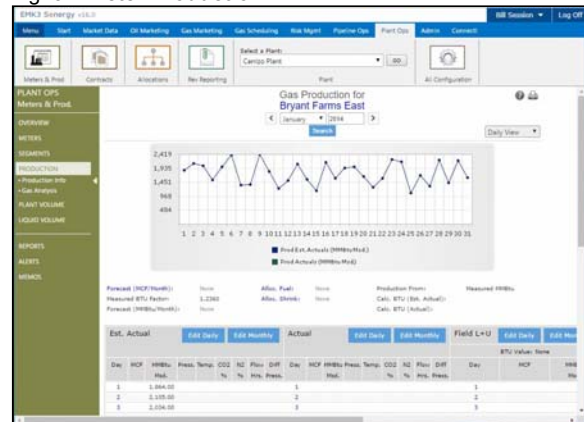 EMK3 Senergy v16.0
Bill Session Log Off
Menu Start Market Data Oil Marketing Gas Marketing Gas Scheduling Risk Mgmt Pipeline Ops Plant Ops Admin Connect
Select a Plant:
Carrizo Plant GO
Meters & Prod Contracts Allocations Rev Reporting Plant AI Configuration
PLANT OPS
Meters & Prod.
OVERVIEW
METERS
SEGMENTS
PRODUCTION
• Production Info
• Gas Analysis
PLANT VOLUME
LIQUID VOLUME
REPORTS
ALERTS
MEMOS
Gas Production for
Bryant Farms East
January 2014
Search
Daily View
2,419
1,935
1,451
968
484
1 2 3 4 5 6 7 8 9 10 11 12 13 14 15 16 17 18 19 20 21 22 23 24 25 26 27 28 29 30 31
Prod Est. Actuals (MMBtu Mod.)
Prod Actuals (MMBtu Mod)
Forecast (MCF/Month): None Alloc. Fuel: None Production From: Measured MMBtu
Measured BTU Factor: 1.2360 Alloc. Shrink: None Calc. BTU (Est. Actual):
Forecast (MMBtu/Month): None Calc. BTU (Actual):
Est. Actual Edit Daily Edit Monthly Actual Edit Daily Edit Monthly Field L+U Edit Daily
BTU Value: None
Day MCF MMBtu Mod. Press. Temp. CO2 % N2 % Flow Hrs. Diff Press. Day MCF MMBtu Mod. Press. Temp. CO2 % N2 % Flow Hrs. Diff Press. Day MCF
1 1,864.00 1 1
2 2,105.00 2 2
3 2,034.00 3 3